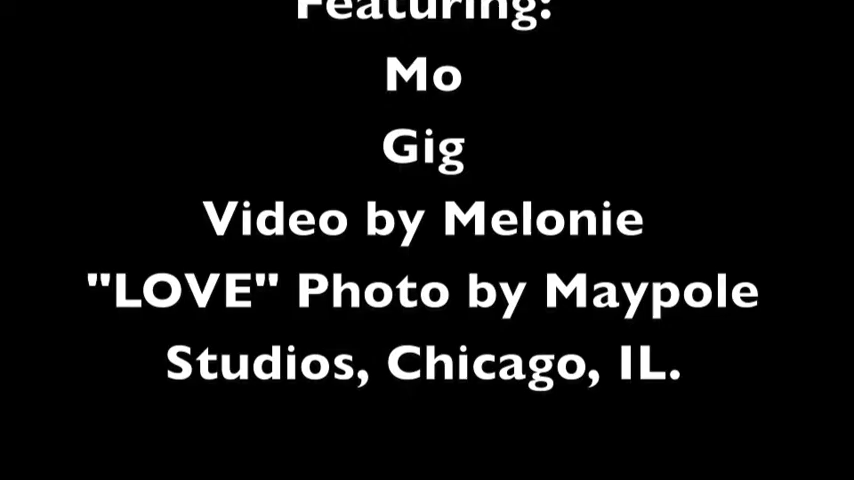 Featuring:
Mo
Gig
Video by Melonie
"LOVE" Photo by Maypole
Studios, Chicago, IL.